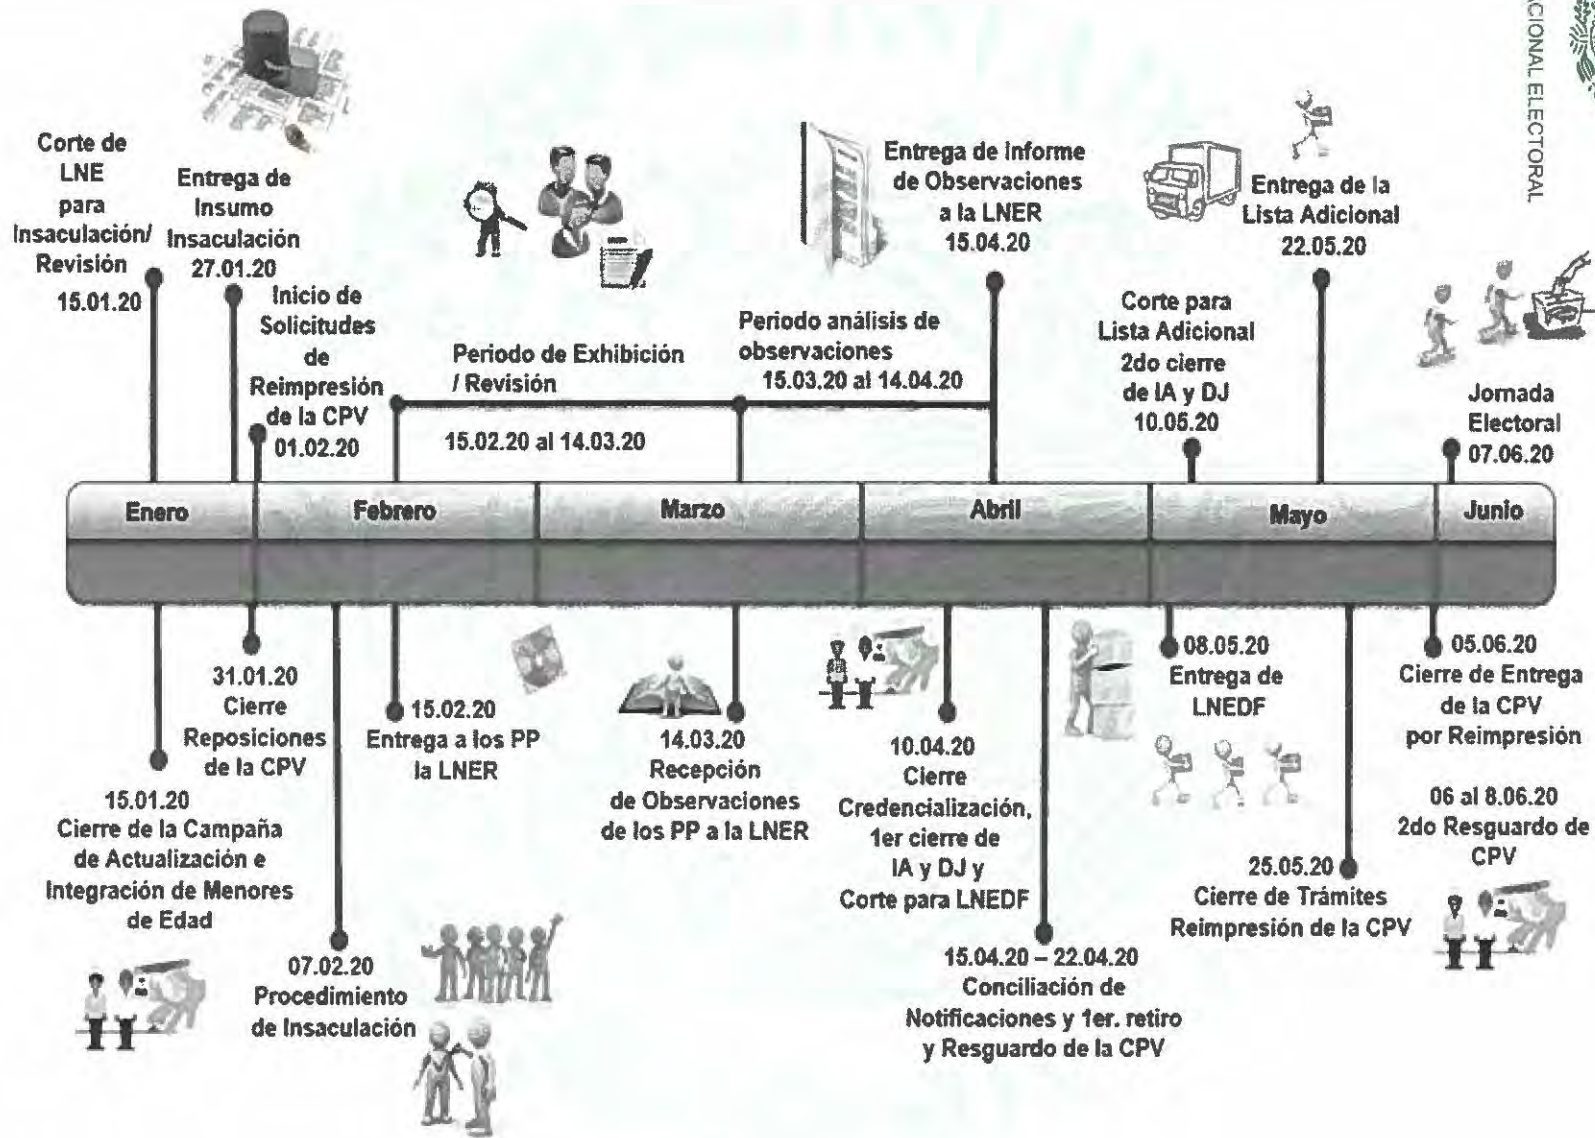 CIONAL ELECTORAL
Corte de
LNE
para
Insaculación/
Revisión
15.01.20
Entrega de
Insumo
Insaculación
27.01.20
Inicio de
Solicitudes
de
Reimpresión
de la CPV
01.02.20
Periodo de Exhibición
/ Revisión
15.02.20 al 14.03.20
Periodo análisis de
observaciones
15.03.20 al 14.04.20
Entrega de Informe
de Observaciones
a la LNER
15.04.20
Corte para
Lista Adicional
2do cierre
de IA y DJ
10.05.20
Entrega de la
Lista Adicional
22.05.20
Jornada
Electoral
07.06.20
Enero
Febrero
Marzo
Abril
Mayo
Junio
15.01.20
Cierre de la Campaña
de Actualización e
Integración de Menores
de Edad
31.01.20
Cierre
Reposiciones
de la CPV
07.02.20
Procedimiento
de Insaculación
15.02.20
Entrega a los PP
la LNER
14.03.20
Recepción
de Observaciones
de los PP a la LNER
10.04.20
Cierre
Credencialización,
1er cierre de
IA y DJ y
Corte para LNEDF
15.04.20 – 22.04.20
Conciliación de
Notificaciones y 1er. retiro
y Resguardo de la CPV
08.05.20
Entrega de
LNEDF
25.05.20
Cierre de Trámites
Reimpresión de la CPV
05.06.20
Cierre de Entrega
de la CPV
por Reimpresión
06 al 8.06.20
2do Resguardo de
CPV